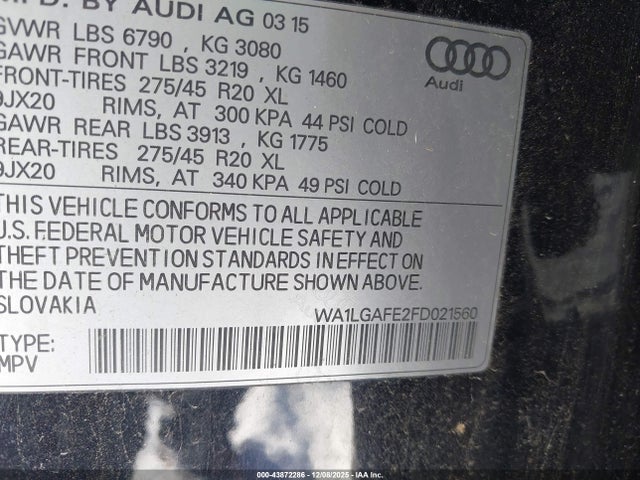 MFD. BY AUDI AG 03 15
GVWR LBS 6790 , KG 3080
GAWR FRONT LBS 3219 , KG 1460
FRONT-TIRES 275/45 R20 XL
9JX20 RIMS, AT 300 KPA 44 PSI COLD
GAWR REAR LBS 3913 , KG 1775
REAR-TIRES 275/45 R20 XL
9JX20 RIMS, AT 340 KPA 49 PSI COLD
THIS VEHICLE CONFORMS TO ALL APPLICABLE
U.S. FEDERAL MOTOR VEHICLE SAFETY AND
THEFT PREVENTION STANDARDS IN EFFECT ON
THE DATE OF MANUFACTURE SHOWN ABOVE.
SLOVAKIA
WA1LGAFE2FD021560
TYPE:
MPV
Audi
00-43872286 - 12/08/2025 - IAA Inc.